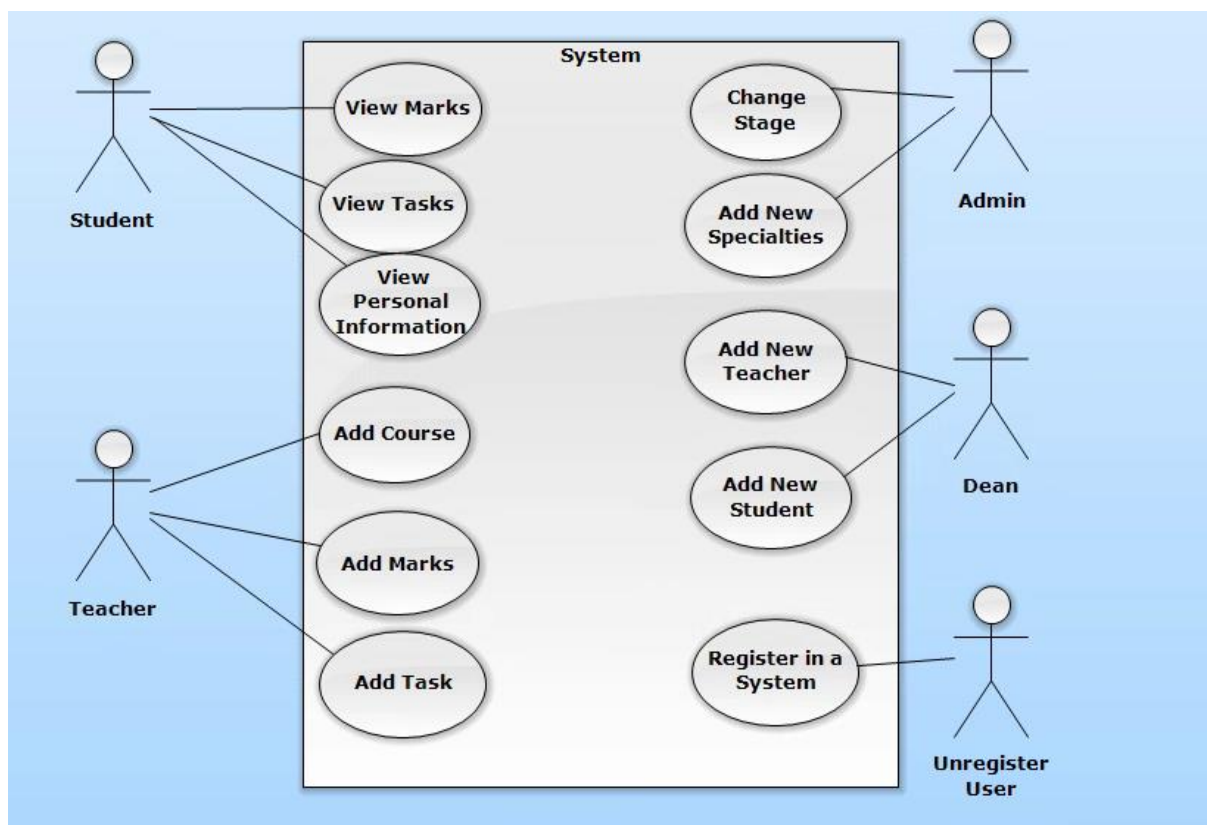 System
View Marks
View Tasks
View
Personal
Information
Student
Add Course
Add Marks
Add Task
Teacher
Change
Stage
Add New
Specialties
Admin
Add New
Teacher
Add New
Student
Dean
Register in a
System
Unregister
User